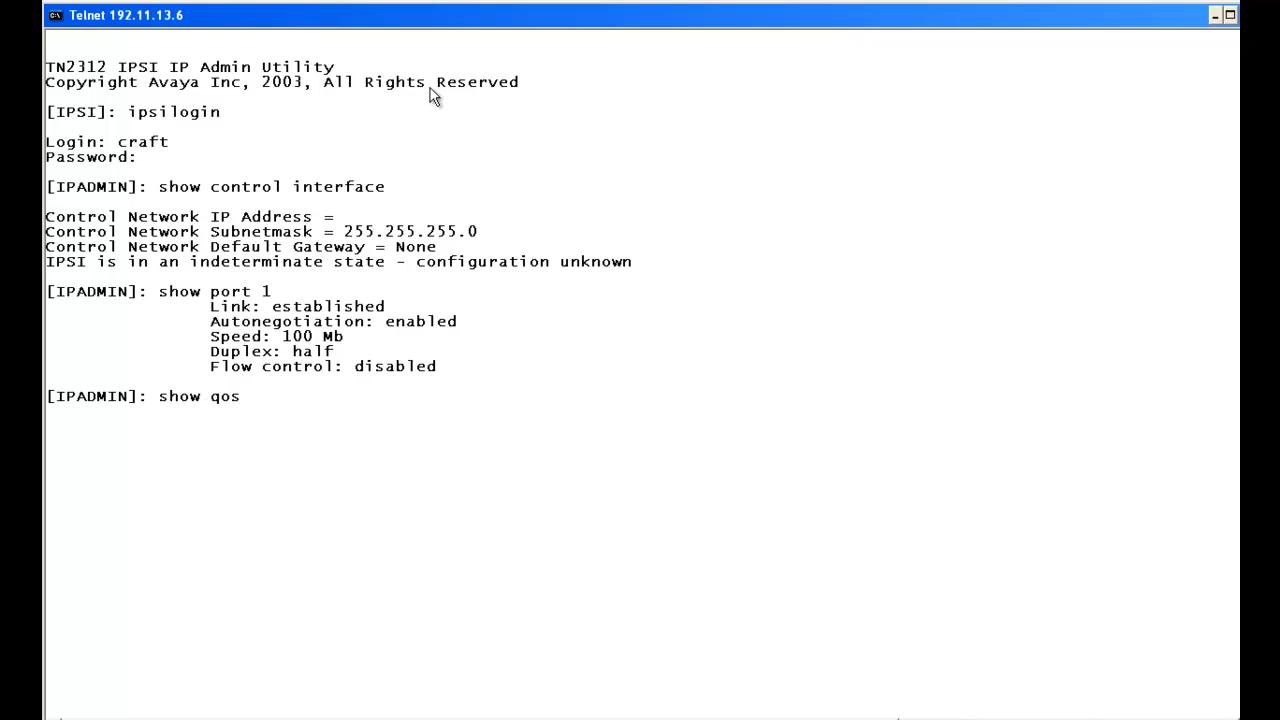 Telnet 192.11.13.6
TN2312 IPSI IP Admin Utility
Copyright Avaya Inc, 2003, All Rights Reserved
[IPSI]: ipsilogin
Login: craft
Password:
[IPADMIN]: show control interface
Control Network IP Address =
Control Network Subnetmask = 255.255.255.0
Control Network Default Gateway = None
IPSI is in an indeterminate state - configuration unknown
[IPADMIN]: show port 1
Link: established
Autonegotiation: enabled
Speed: 100 Mb
Duplex: half
Flow control: disabled
[IPADMIN]: show qos